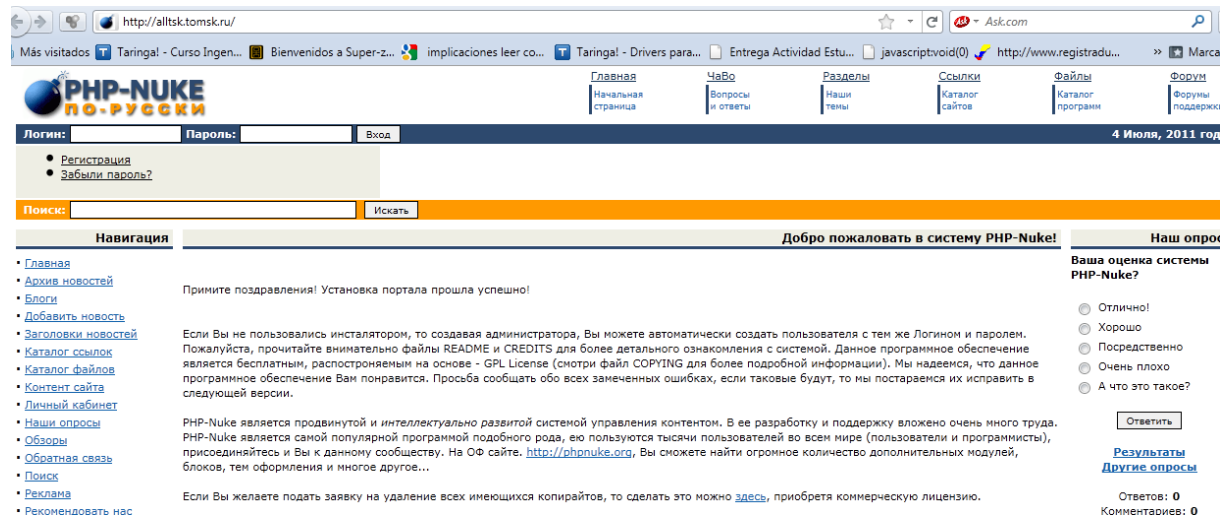 http://alltsk.tomsk.ru/
Ask.com
Más visitados Taringa! - Curso Ingen... Bienvenidos a Super-z... implicaciones leer co... Taringa! - Drivers para... Entrega Actividad Estu... javascript:void(0) http://www.registradu... » Marca
PHP-NUKE
ПО-РУССКИ
Главная ЧаВо Разделы Ссылки Файлы Форум
Начальная Вопросы Наши Каталог Каталог Форумы
страница и ответы темы сайтов программ поддержки
Логин: Пароль: Вход 4 Июля, 2011 год
• Регистрация
• Забыли пароль?
Поиск: Искать
Навигация
• Главная
• Архив новостей
• Блоги
• Добавить новость
• Заголовки новостей
• Каталог ссылок
• Каталог файлов
• Контент сайта
• Личный кабинет
• Наши опросы
• Обзоры
• Обратная связь
• Поиск
• Реклама
• Рекомендовать нас
Добро пожаловать в систему PHP-Nuke!
Примите поздравления! Установка портала прошла успешно!
Если Вы не пользовались инсталятором, то создавая администратора, Вы можете автоматически создать пользователя с тем же Логином и паролем.
Пожалуйста, прочитайте внимательно файлы README и CREDITS для более детального ознакомления с системой. Данное программное обеспечение
является бесплатным, распостроняемым на основе - GPL License (смотри файл COPYING для более подробной информации). Мы надеемся, что данное
программное обеспечение Вам понравится. Просьба сообщать обо всех замеченных ошибках, если таковые будут, то мы постараемся их исправить в
следующей версии.
PHP-Nuke является продвинутой и интеллектуально развитой системой управления контентом. В ее разработку и поддержку вложено очень много труда.
PHP-Nuke является самой популярной программой подобного рода, ею пользуются тысячи пользователей во всем мире (пользователи и программисты),
присоединяйтесь и Вы к данному сообществу. На ОФ сайте. http://phpnuke.org, Вы сможете найти огромное количество дополнительных модулей,
блоков, тем оформления и многое другое...
Если Вы желаете подать заявку на удаление всех имеющихся копирайтов, то сделать это можно здесь, приобретя коммерческую лицензию.
Наш опрос
Ваша оценка системы
PHP-Nuke?
Отлично!
Хорошо
Посредственно
Очень плохо
А что это такое?
Ответить
Результаты
Другие опросы
Ответов: 0
Комментариев: 0